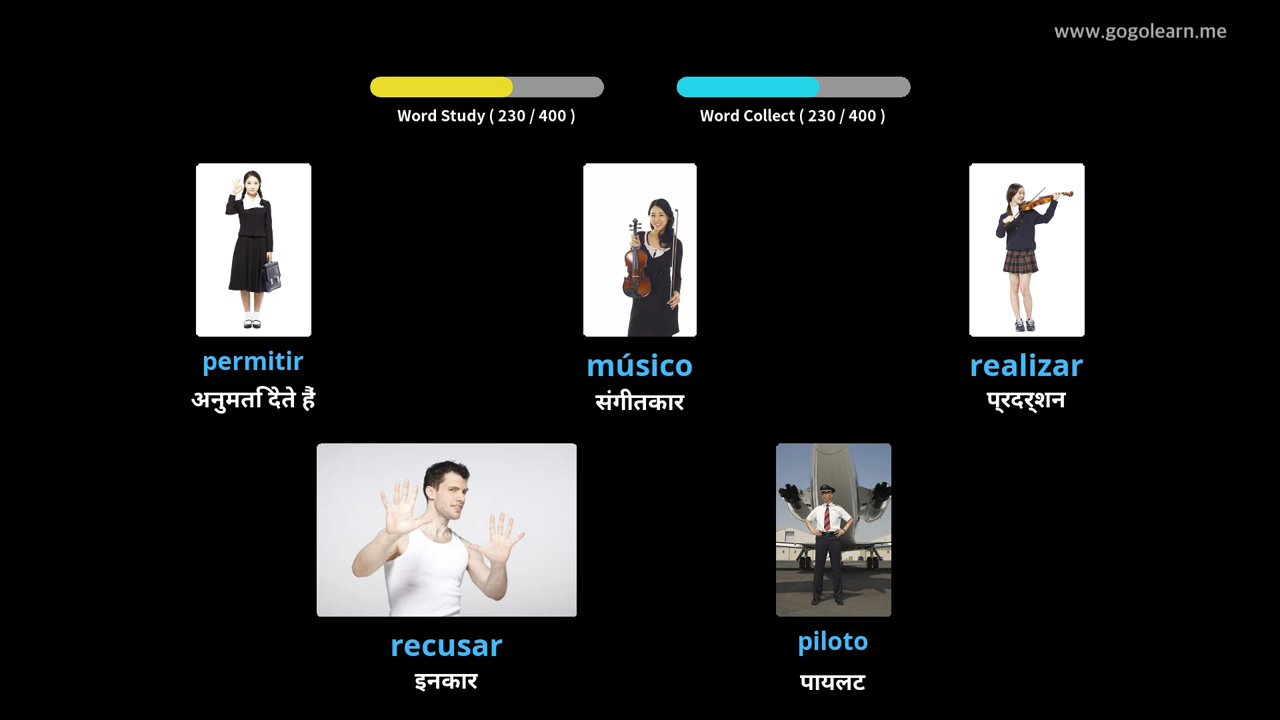 www.gogolearn.me
Word Study ( 230 / 400 )
Word Collect ( 230 / 400 )
permitir
अनुमति देते हैं
músico
संगीतकार
realizar
प्रदर्शन
recusar
इनकार
piloto
पायलट